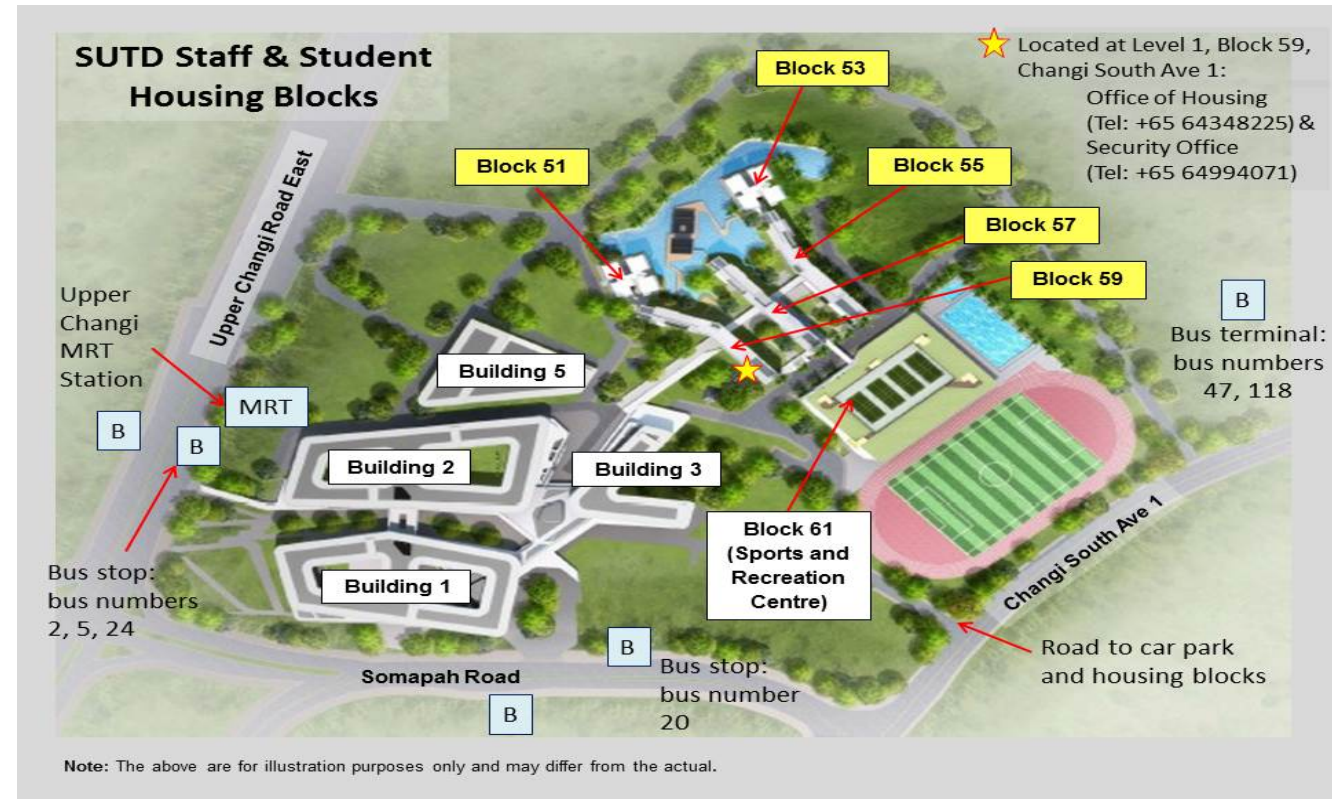 SUTD Staff & Student
Housing Blocks
Located at Level 1, Block 59,
Changi South Ave 1:
Office of Housing
(Tel: +65 64348225) &
Security Office
(Tel: +65 64994071)
Block 53
Block 51
Block 55
Block 57
Block 59
Upper Changi Road East
Upper
Changi
MRT
Station
MRT
B
B
B
Bus terminal:
bus numbers
47, 118
Building 5
Building 2
Building 3
Building 1
Block 61
(Sports and
Recreation
Centre)
Bus stop:
bus numbers
2, 5, 24
Changi South Ave 1
Road to car park
and housing blocks
B
Bus stop:
bus number
20
Somapah Road
B
Note: The above are for illustration purposes only and may differ from the actual.